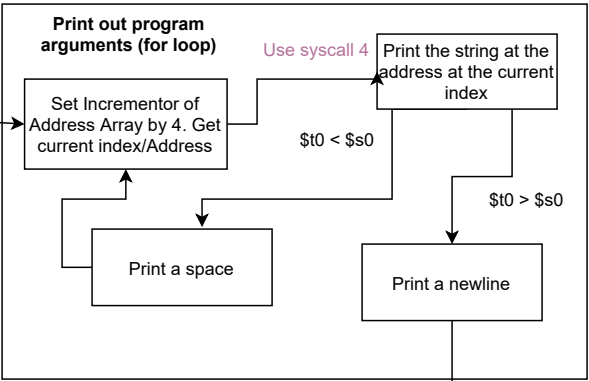 Print out program
arguments (for loop)
Use syscall 4
Print the string at the
address at the current
index
Set Incrementor of
Address Array by 4. Get
current index/Address
$t0 < $s0
$t0 > $s0
Print a space
Print a newline